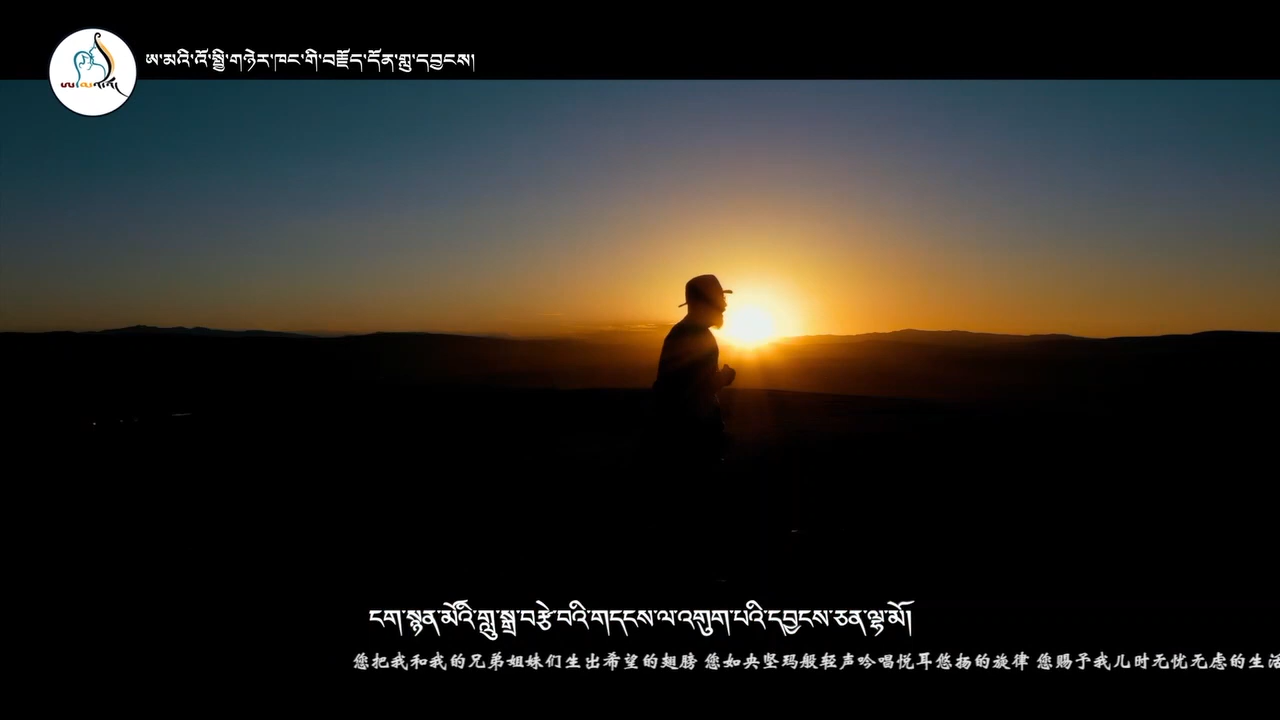 ཨ་མའི་འོ་སྤྱི་གཉེར་ཁང་གི་བརྗོད་དོན་གླུ་དབྱངས།
ངག་སྙན་མོའི་གླུ་སྒྲ་བརྩེ་བའི་གདངས་ལ་འགུག་པའི་དབྱངས་ཅན་ལྷ་མོ།
您把我和我的兄弟姐妹们生出希望的翅膀 您如央坚玛般轻声吟唱悦耳悠扬的旋律 您赐予我儿时无忧无虑的生活